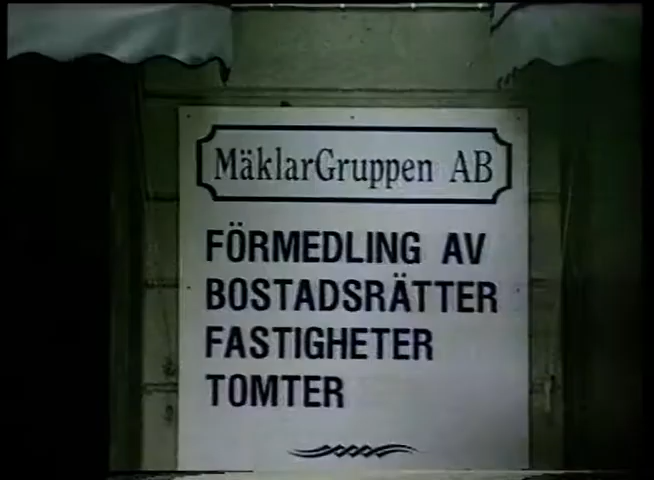 MäklarGruppen AB
FÖRMEDLING AV
BOSTADSRÄTTER
FASTIGHETER
TOMTER